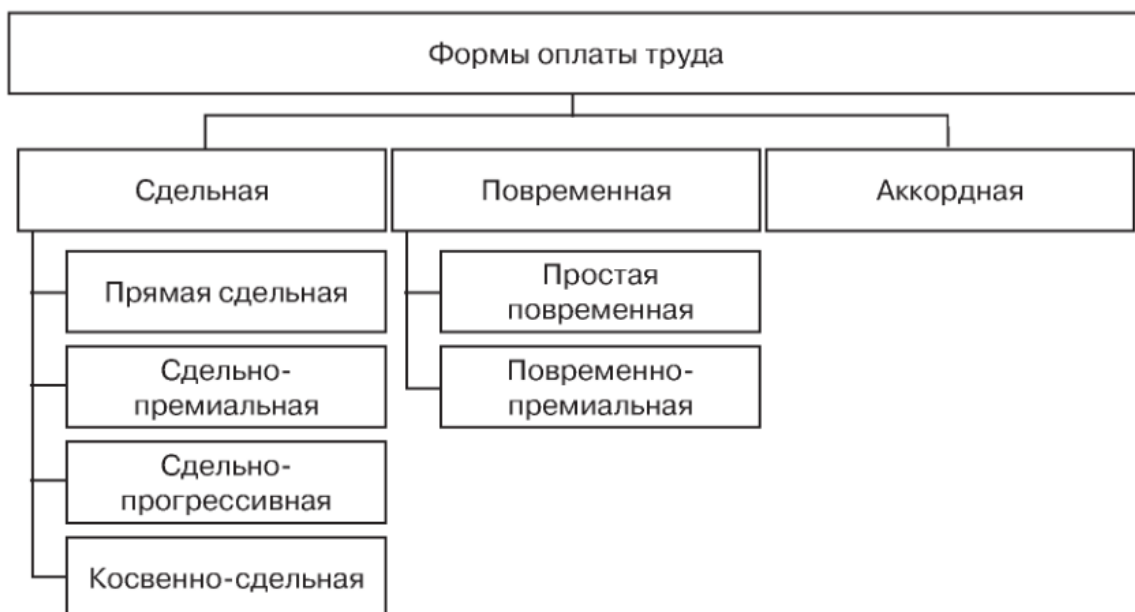 Формы оплаты труда
Сдельная
Повременная
Аккордная
Прямая сдельная
Сдельно-
премиальная
Сдельно-
прогрессивная
Косвенно-сдельная
Простая
повременная
Повременно-
премиальная